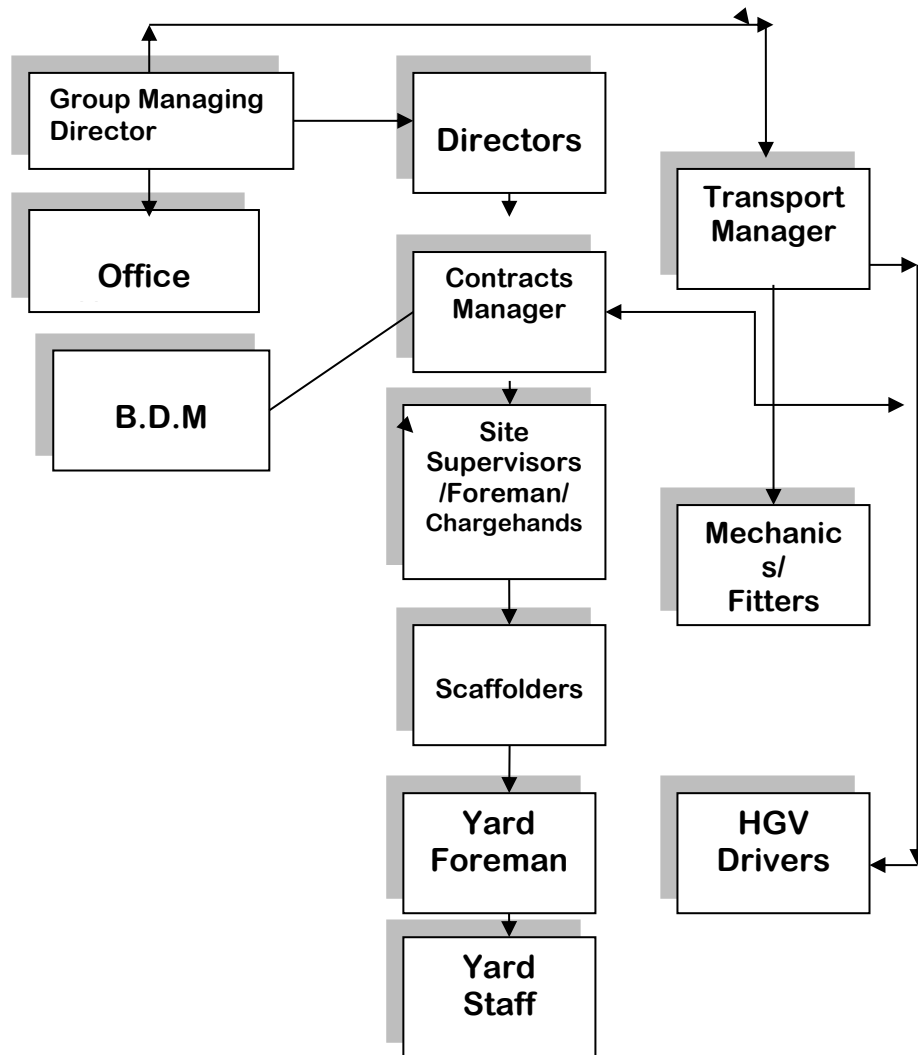 Group Managing
Director
Directors
Transport
Manager
Office
Contracts
Manager
B.D.M
Site
Supervisors
/Foreman/
Chargehands
Mechanic
s/
Fitters
Scaffolders
Yard
Foreman
HGV
Drivers
Yard
Staff